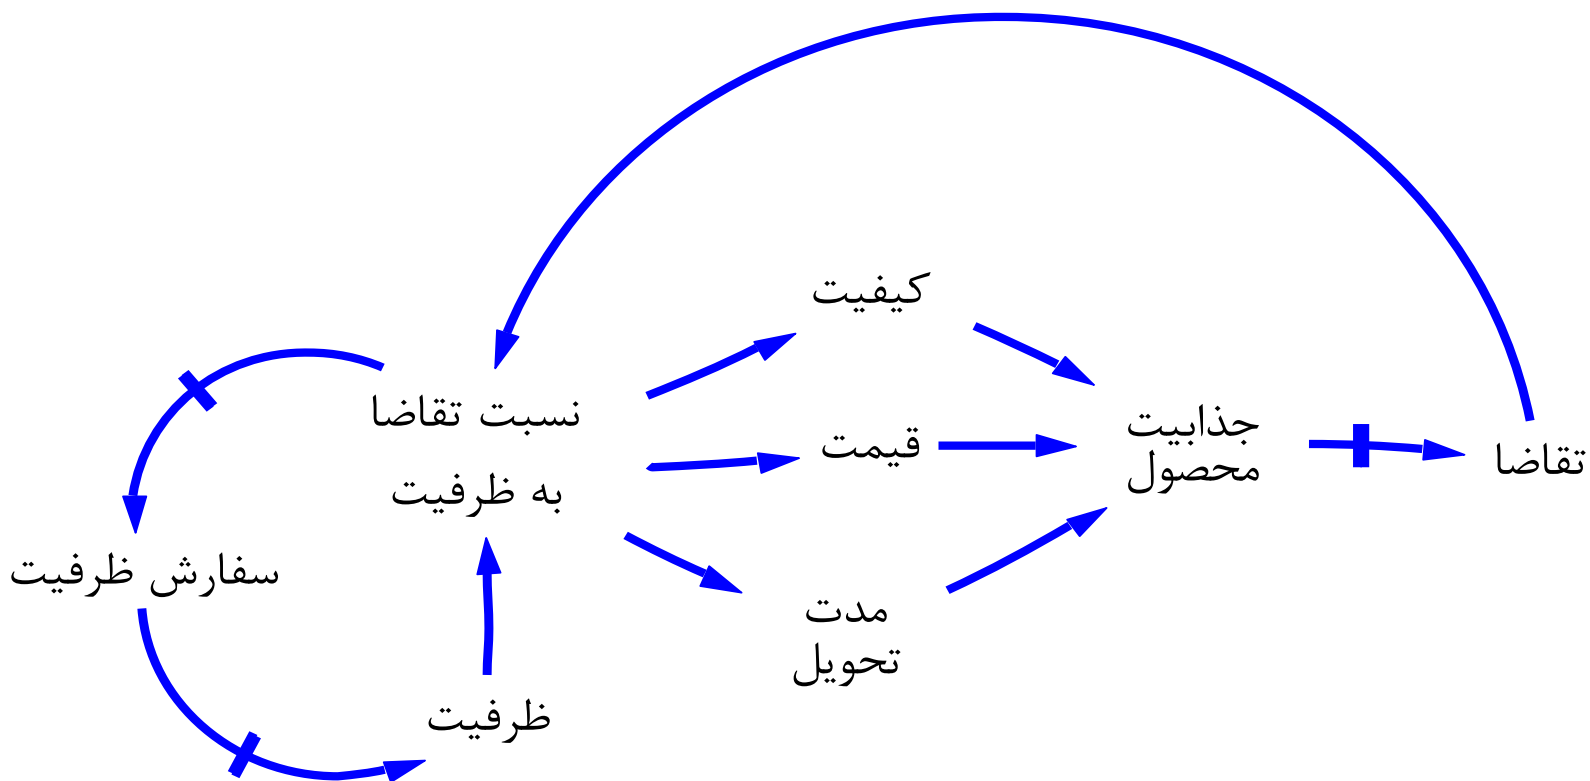 کیفیت
نسبت تقاضا
به ظرفیت
قیمت
جذابیت
محصول
تقاضا
سفارش ظرفیت
مدت
تحویل
ظرفیت